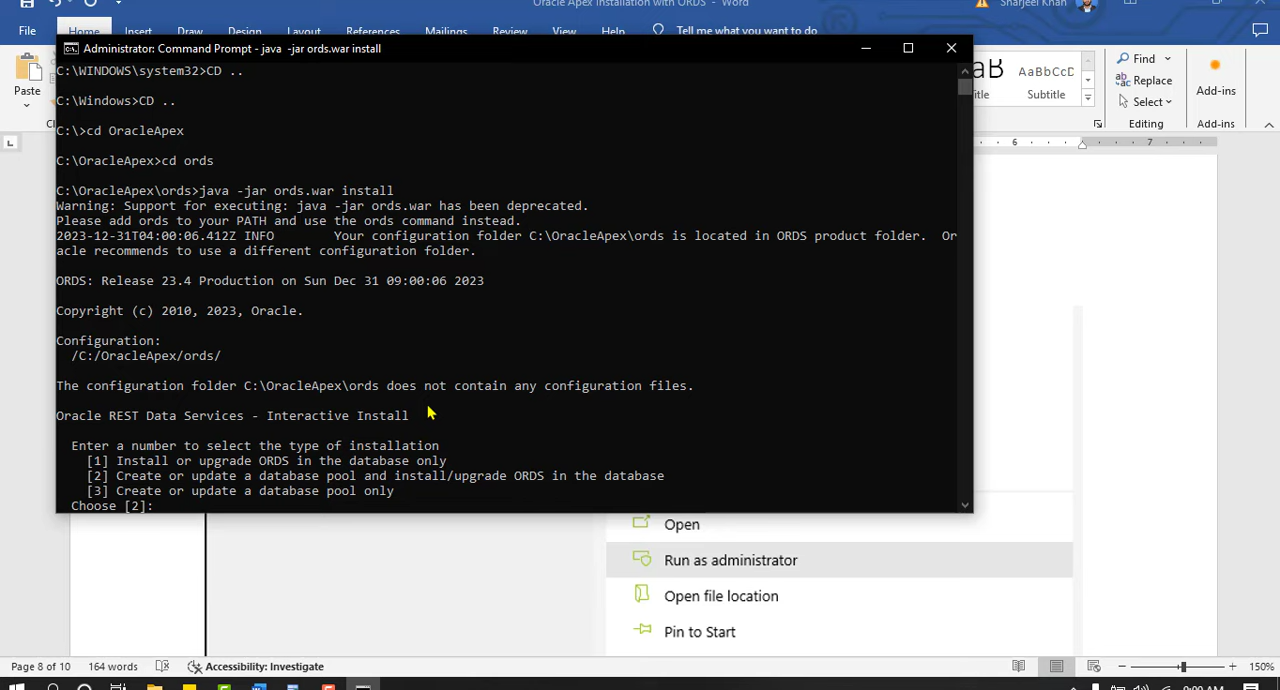 Oracle Apex Installation with ORDS - Word
Sharjeel Khan
File Home Insert Draw Design Layout References Mailings Review View Help Tell me what you want to do
Administrator: Command Prompt - java -jar ords.war install
C:\WINDOWS\system32>CD ..
C:\Windows>CD ..
C:\>cd OracleApex
C:\OracleApex>cd ords
C:\OracleApex\ords>java -jar ords.war install
Warning: Support for executing: java -jar ords.war has been deprecated.
Please add ords to your PATH and use the ords command instead.
2023-12-31T04:00:06.412Z INFO        Your configuration folder C:\OracleApex\ords is located in ORDS product folder.  Or
acle recommends to use a different configuration folder.
ORDS: Release 23.4 Production on Sun Dec 31 09:00:06 2023
Copyright (c) 2010, 2023, Oracle.
Configuration:
/C:/OracleApex/ords/
The configuration folder C:\OracleApex\ords does not contain any configuration files.
Oracle REST Data Services - Interactive Install
Enter a number to select the type of installation
[1] Install or upgrade ORDS in the database only
[2] Create or update a database pool and install/upgrade ORDS in the database
[3] Create or update a database pool only
Choose [2]:
Paste
AaBbCcD
Subtitle
Find
Replace
Select
Editing
Add-ins
Add-ins
6 7
Open
Run as administrator
Open file location
Pin to Start
Page 8 of 10 164 words Accessibility: Investigate 150%
9:00 AM